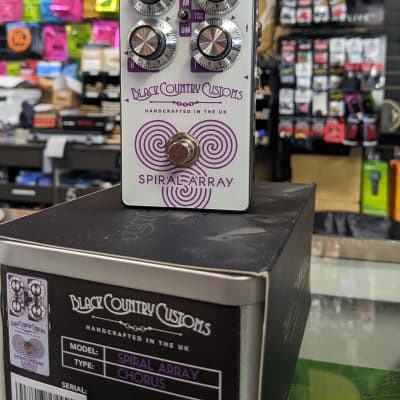 BLACK COUNTRY CUSTOMS
HANDCRAFTED IN THE UK
SPIRAL ARRAY
BLACK COUNTRY CUSTOMS
HANDCRAFTED IN THE UK
MODEL: SPIRAL ARRAY
TYPE: CHORUS
SERIAL: